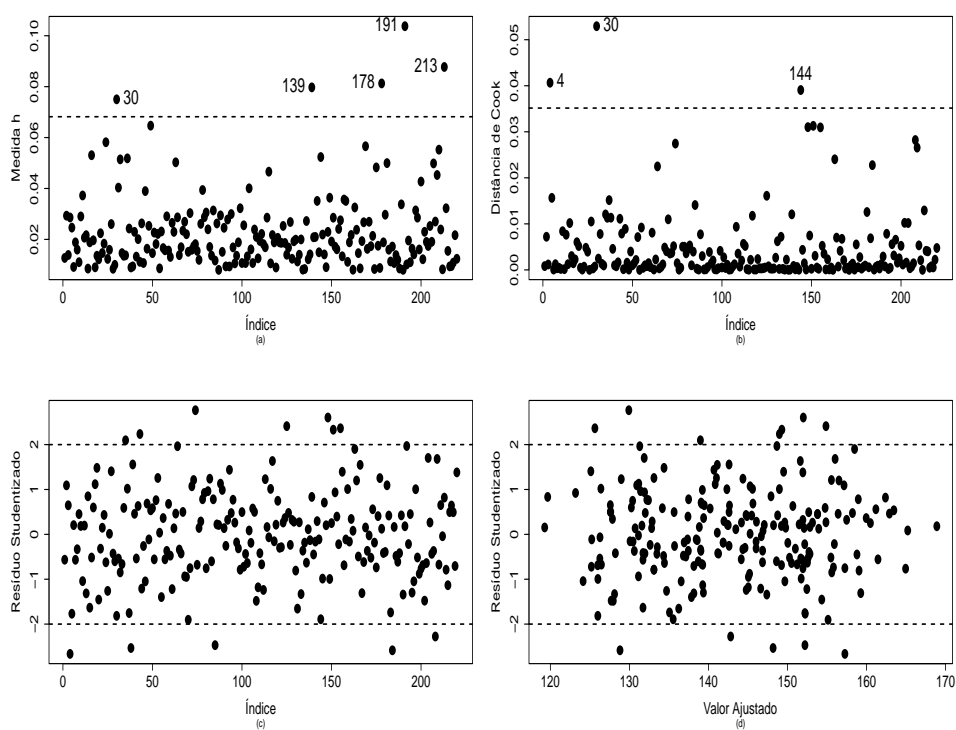 Medida h
0.02 0.04 0.06 0.08 0.10
30
139
178
191
213
0 50 100 150 200
Índice
(a)
Distância de Cook
0.00 0.01 0.02 0.03 0.04 0.05
4
30
144
0 50 100 150 200
Índice
(b)
Resíduo Studentizado
−2 −1 0 1 2
0 50 100 150 200
Índice
(c)
Resíduo Studentizado
−2 −1 0 1 2
120 130 140 150 160 170
Valor Ajustado
(d)